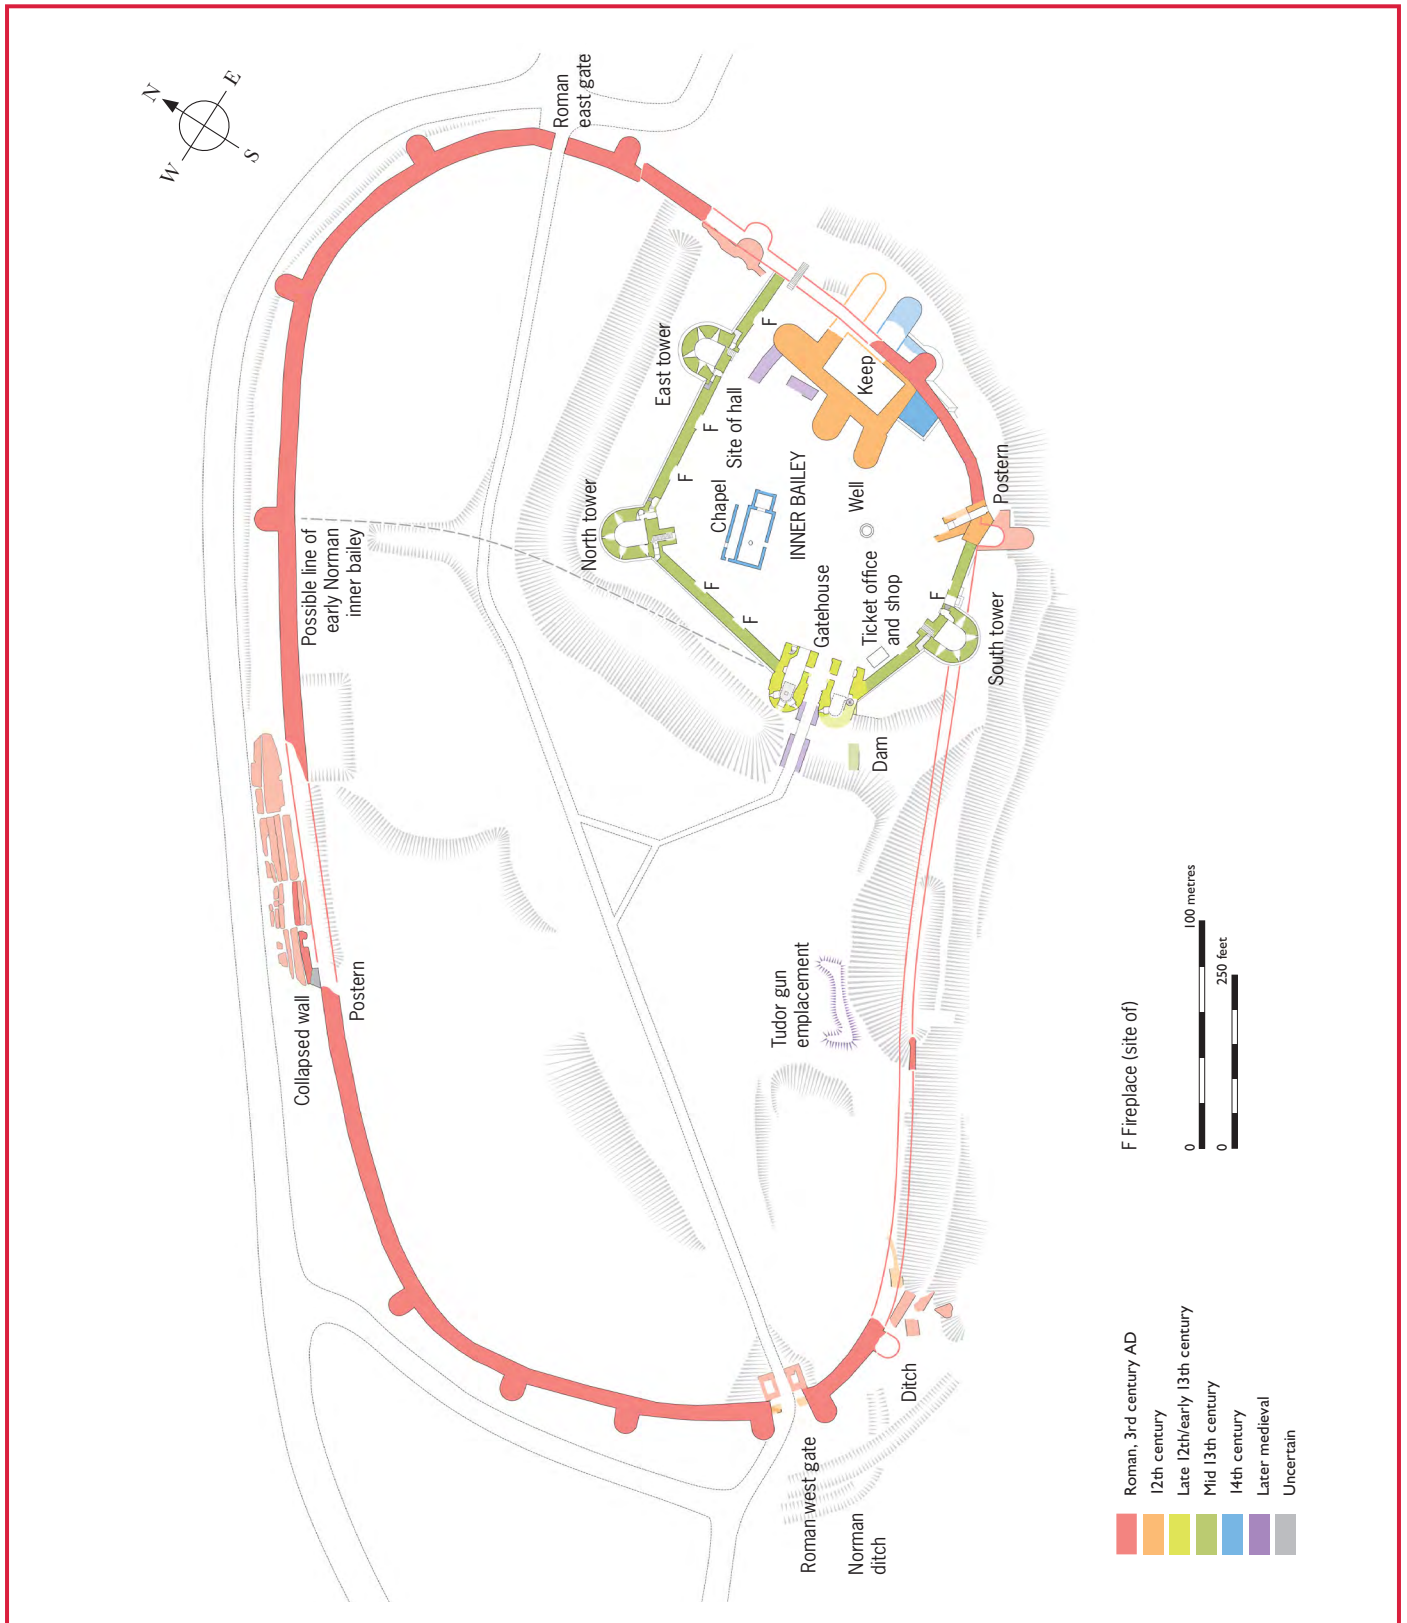 N
E
S
W
Roman
east gate
Possible line of
early Norman
inner bailey
Collapsed wall
Postern
North tower
East tower
F
F
F
F
F
F
Site of hall
Chapel
INNER BAILEY
Keep
Well
Gatehouse
Ticket office
and shop
Postern
South tower
Dam
Tudor gun
emplacement
Roman west gate
Norman
ditch
Ditch
F Fireplace (site of)
0
100 metres
0
250 feet
Roman, 3rd century AD
12th century
Late 12th/early 13th century
Mid 13th century
14th century
Later medieval
Uncertain